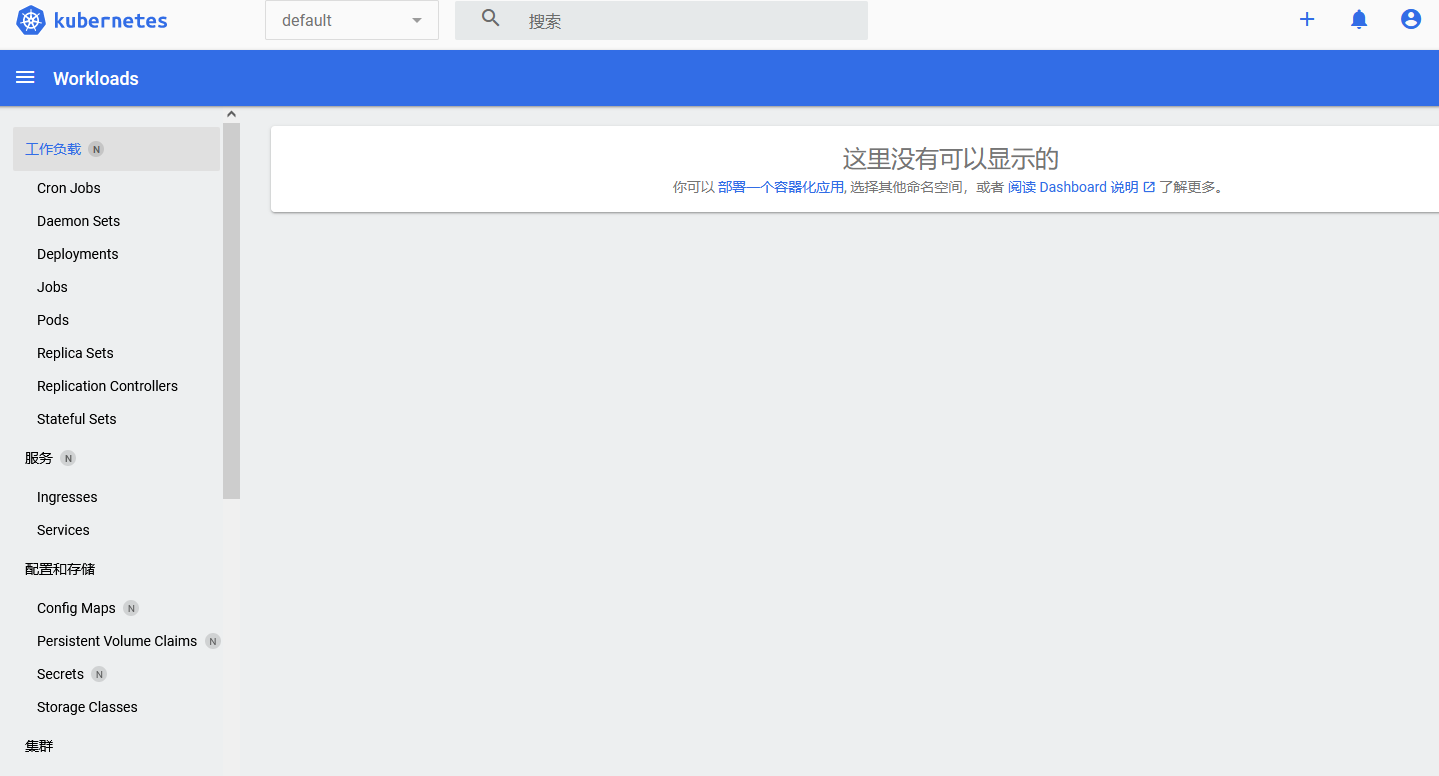 kubernetes
default
搜索
Workloads
工作负载 N
Cron Jobs
Daemon Sets
Deployments
Jobs
Pods
Replica Sets
Replication Controllers
Stateful Sets
服务 N
Ingresses
Services
配置和存储
Config Maps N
Persistent Volume Claims N
Secrets N
Storage Classes
集群
这里没有可以显示的
你可以 部署一个容器化应用, 选择其他命名空间，或者 阅读 Dashboard 说明 了解更多。